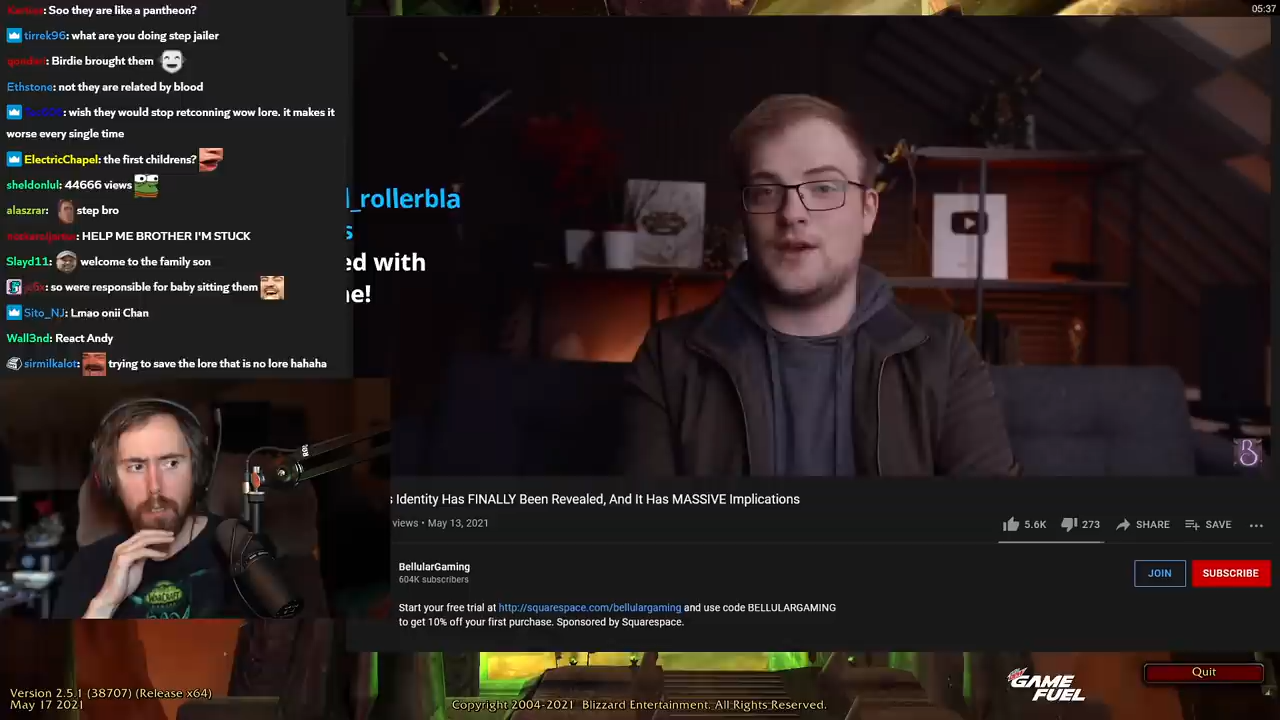 : Soo they are like a pantheon?
tirrek96: what are you doing step jailer
: Birdie brought them
Ethstone: not they are related by blood
: wish they would stop retconning wow lore. it makes it
worse every single time
ElectricChapel: the first childrens?
sheldonlul: 44666 views
alaszrar: step bro
: HELP ME BROTHER I'M STUCK
Slayd11: welcome to the family son
: so were responsible for baby sitting them
Sito_NJ: Lmao onii Chan
Wall3nd: React Andy
sirmilkalot: trying to save the lore that is no lore hahaha
05:37
l_rollerbla
s
ed with
e!
s Identity Has FINALLY Been Revealed, And It Has MASSIVE Implications
views • May 13, 2021
5.6K
273
SHARE
SAVE
BellularGaming
604K subscribers
JOIN
SUBSCRIBE
Start your free trial at http://squarespace.com/bellulargaming and use code BELLULARGAMING
to get 10% off your first purchase. Sponsored by Squarespace.
WARCRAFT
GAME
FUEL
Quit
Version 2.5.1 (38707) (Release x64)
May 17 2021
Copyright 2004-2021 Blizzard Entertainment. All Rights Reserved.